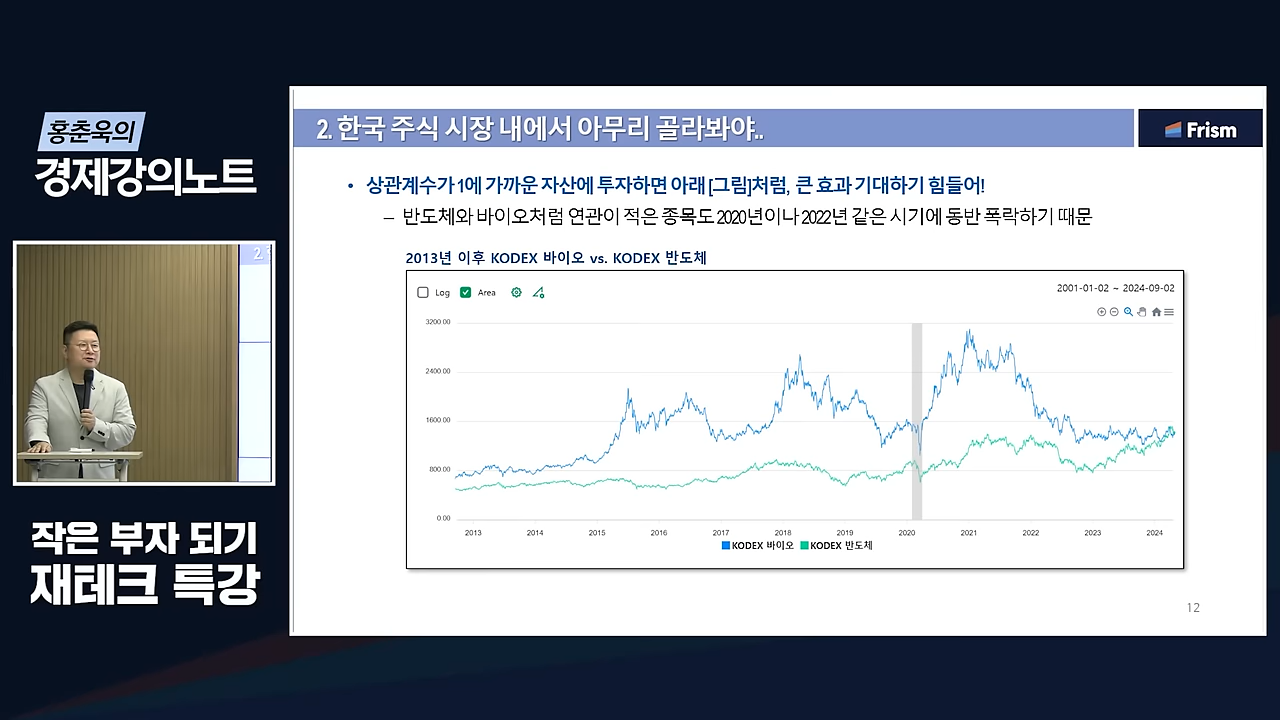 홍춘욱의
경제강의노트
작은 부자 되기
재테크 특강
2. 한국 주식 시장 내에서 아무리 골라봐야..
Frism
• 상관계수가 1에 가까운 자산에 투자하면 아래 [그림]처럼, 큰 효과 기대하기 힘들어!
– 반도체와 바이오처럼 연관이 적은 종목도 2020년이나 2022년 같은 시기에 동반 폭락하기 때문
2013년 이후 KODEX 바이오 vs. KODEX 반도체
Log Area
2001-01-02 ~ 2024-09-02
3200.00
2400.00
1600.00
800.00
0.00
2013 2014 2015 2016 2017 2018 2019 2020 2021 2022 2023 2024
KODEX 바이오 KODEX 반도체
12
2